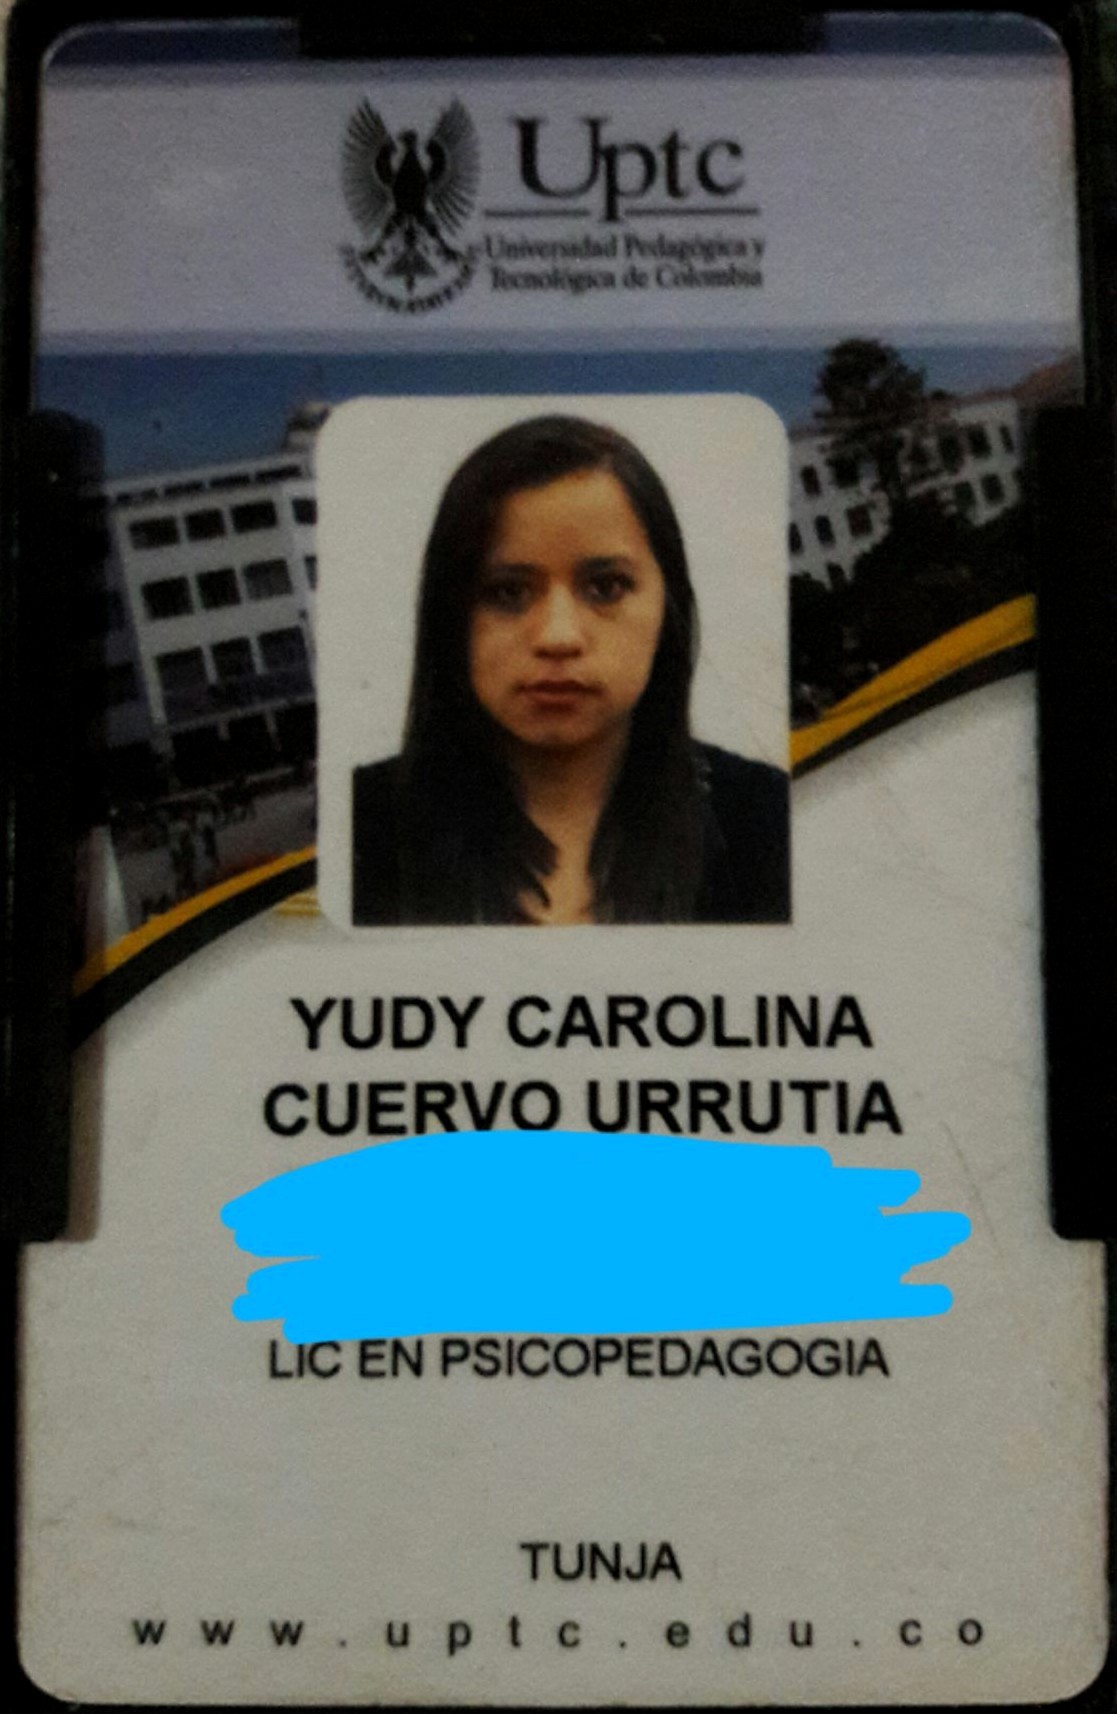 Uptc
Universidad Pedagógica y
Tecnológica de Colombia
YUDY CAROLINA
CUERVO URRUTIA
LIC EN PSICOPEDAGOGIA
TUNJA
www.uptc.edu.co